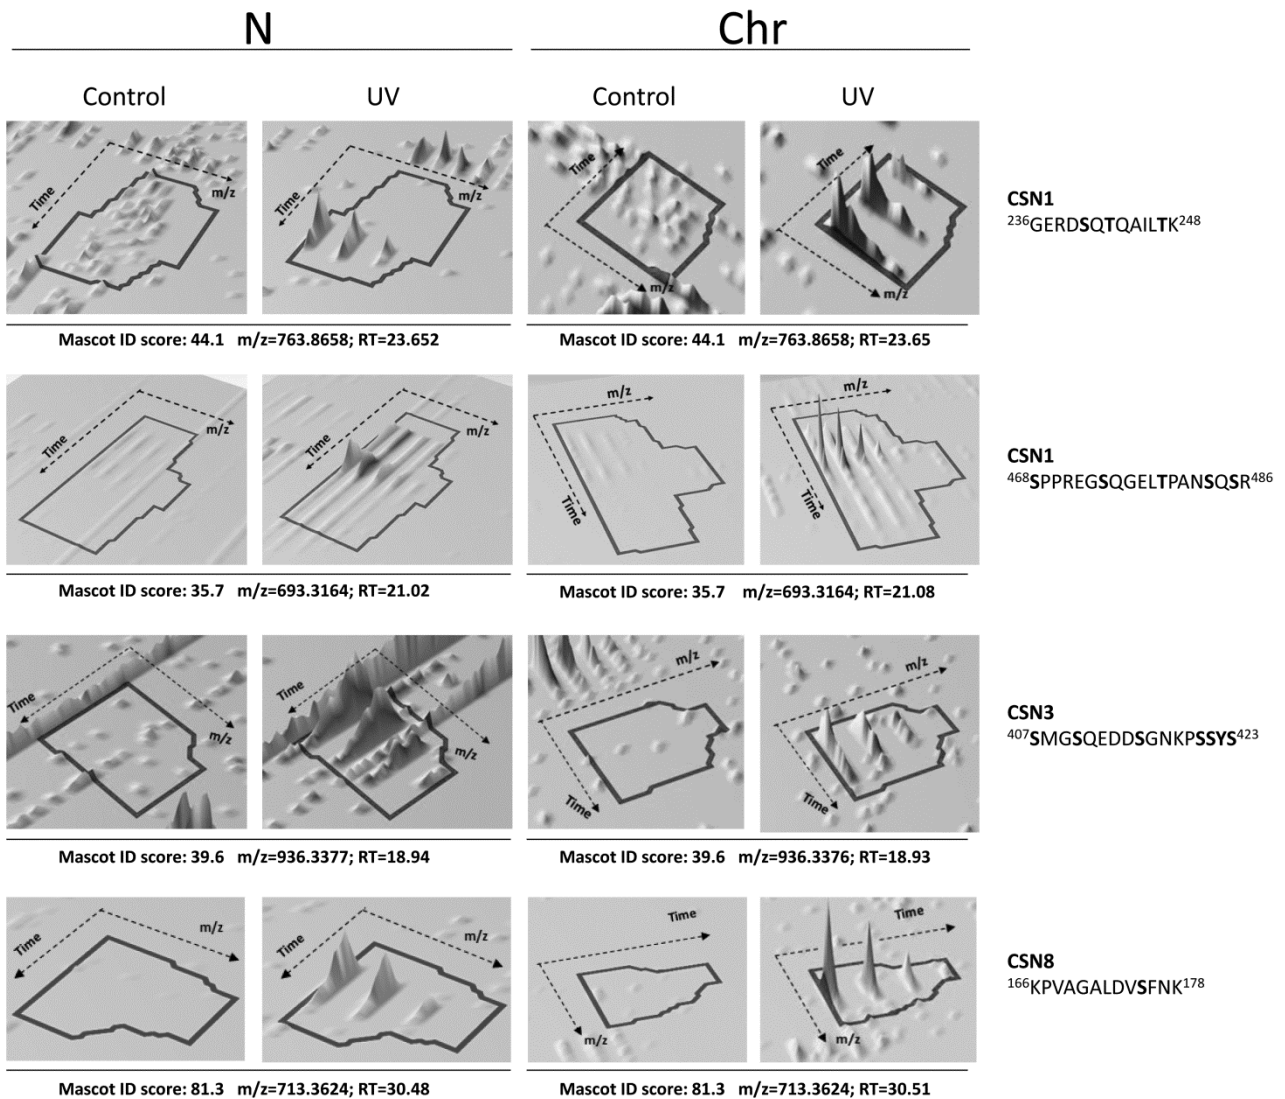 N Chr
Control UV Control UV
Time m/z Time m/z Time m/z Time m/z
CSN1
236GERDSQTQAILTK248
Mascot ID score: 44.1 m/z=763.8658; RT=23.652 Mascot ID score: 44.1 m/z=763.8658; RT=23.65
Time m/z Time m/z m/z Time m/z Time
CSN1
468SPPREGSQGELTPANSQSR486
Mascot ID score: 35.7 m/z=693.3164; RT=21.02 Mascot ID score: 35.7 m/z=693.3164; RT=21.08
Time m/z Time m/z m/z Time m/z Time
CSN3
407SMGSQEDDSGNKPSSYS423
Mascot ID score: 39.6 m/z=936.3377; RT=18.94 Mascot ID score: 39.6 m/z=936.3376; RT=18.93
Time m/z Time m/z Time m/z Time m/z
CSN8
166KPVAGALDVSFNK178
Mascot ID score: 81.3 m/z=713.3624; RT=30.48 Mascot ID score: 81.3 m/z=713.3624; RT=30.51